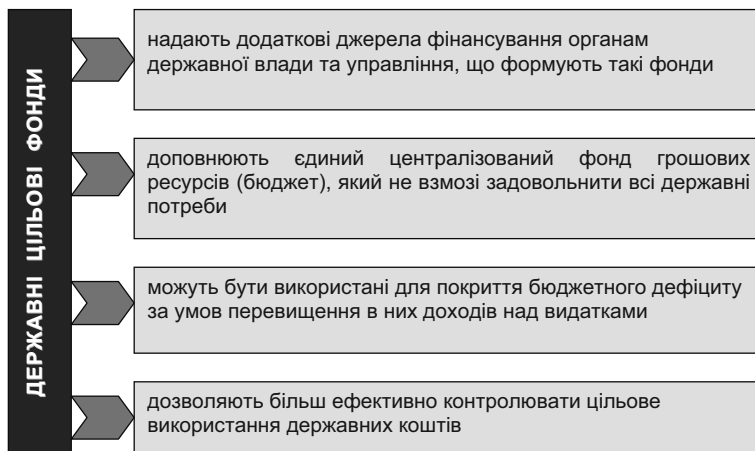 ДЕРЖАВНІ ЦІЛЬОВІ ФОНДИ
надають додаткові джерела фінансування органам
державної влади та управління, що формують такі фонди
доповнюють єдиний централізований фонд грошових
ресурсів (бюджет), який не взмозі задовольнити всі державні
потреби
можуть бути використані для покриття бюджетного дефіциту
за умов перевищення в них доходів над видатками
дозволяють більш ефективно контролювати цільове
використання державних коштів